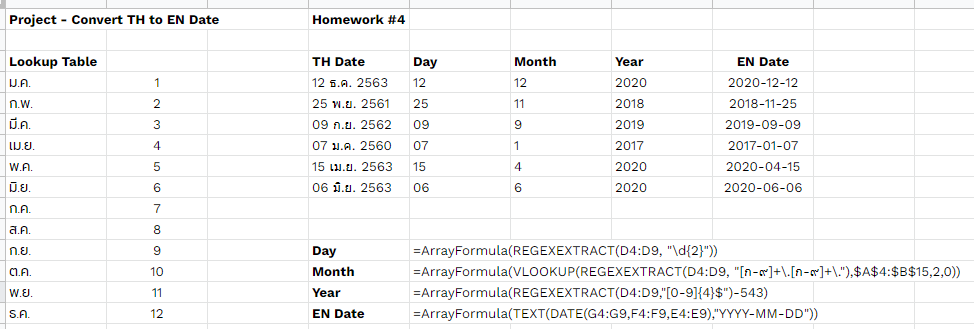 Project - Convert TH to EN Date Homework #4
Lookup Table TH Date Day Month Year EN Date
ม.ค. 1 12 ธ.ค. 2563 12 12 2020 2020-12-12
ก.พ. 2 25 พ.ย. 2561 25 11 2018 2018-11-25
มี.ค. 3 09 ก.ย. 2562 09 9 2019 2019-09-09
เม.ย. 4 07 ม.ค. 2560 07 1 2017 2017-01-07
พ.ค. 5 15 เม.ย. 2563 15 4 2020 2020-04-15
มิ.ย. 6 06 มิ.ย. 2563 06 6 2020 2020-06-06
ก.ค. 7
ส.ค. 8
ก.ย. 9 Day =ArrayFormula(REGEXEXTRACT(D4:D9, "\d{2}"))
ต.ค. 10 Month =ArrayFormula(VLOOKUP(REGEXEXTRACT(D4:D9, "[ก-๙]+\.[ก-๙]+\."),$A$4:$B$15,2,0))
พ.ย. 11 Year =ArrayFormula(REGEXEXTRACT(D4:D9,"[0-9]{4}$")-543)
ธ.ค. 12 EN Date =ArrayFormula(TEXT(DATE(G4:G9,F4:F9,E4:E9),"YYYY-MM-DD"))